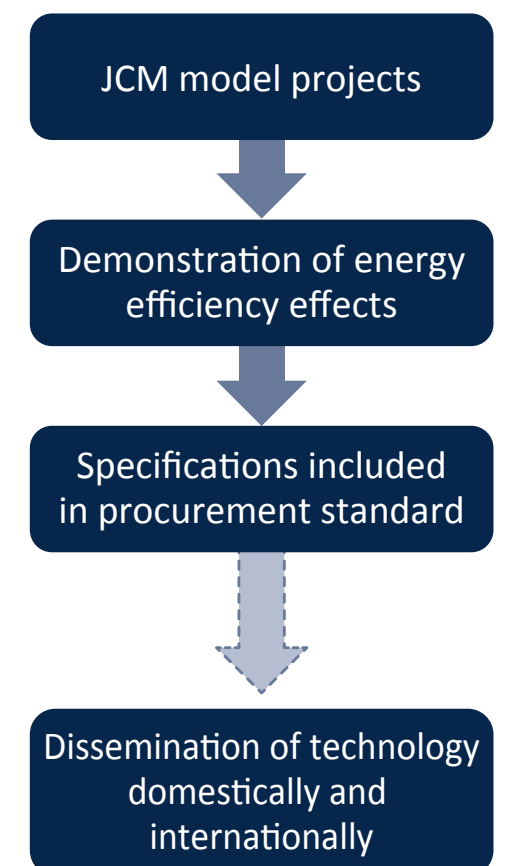 JCM model projects
Demonstration of energy
efficiency effects
Specifications included
in procurement standard
Dissemination of technology
domestically and
internationally